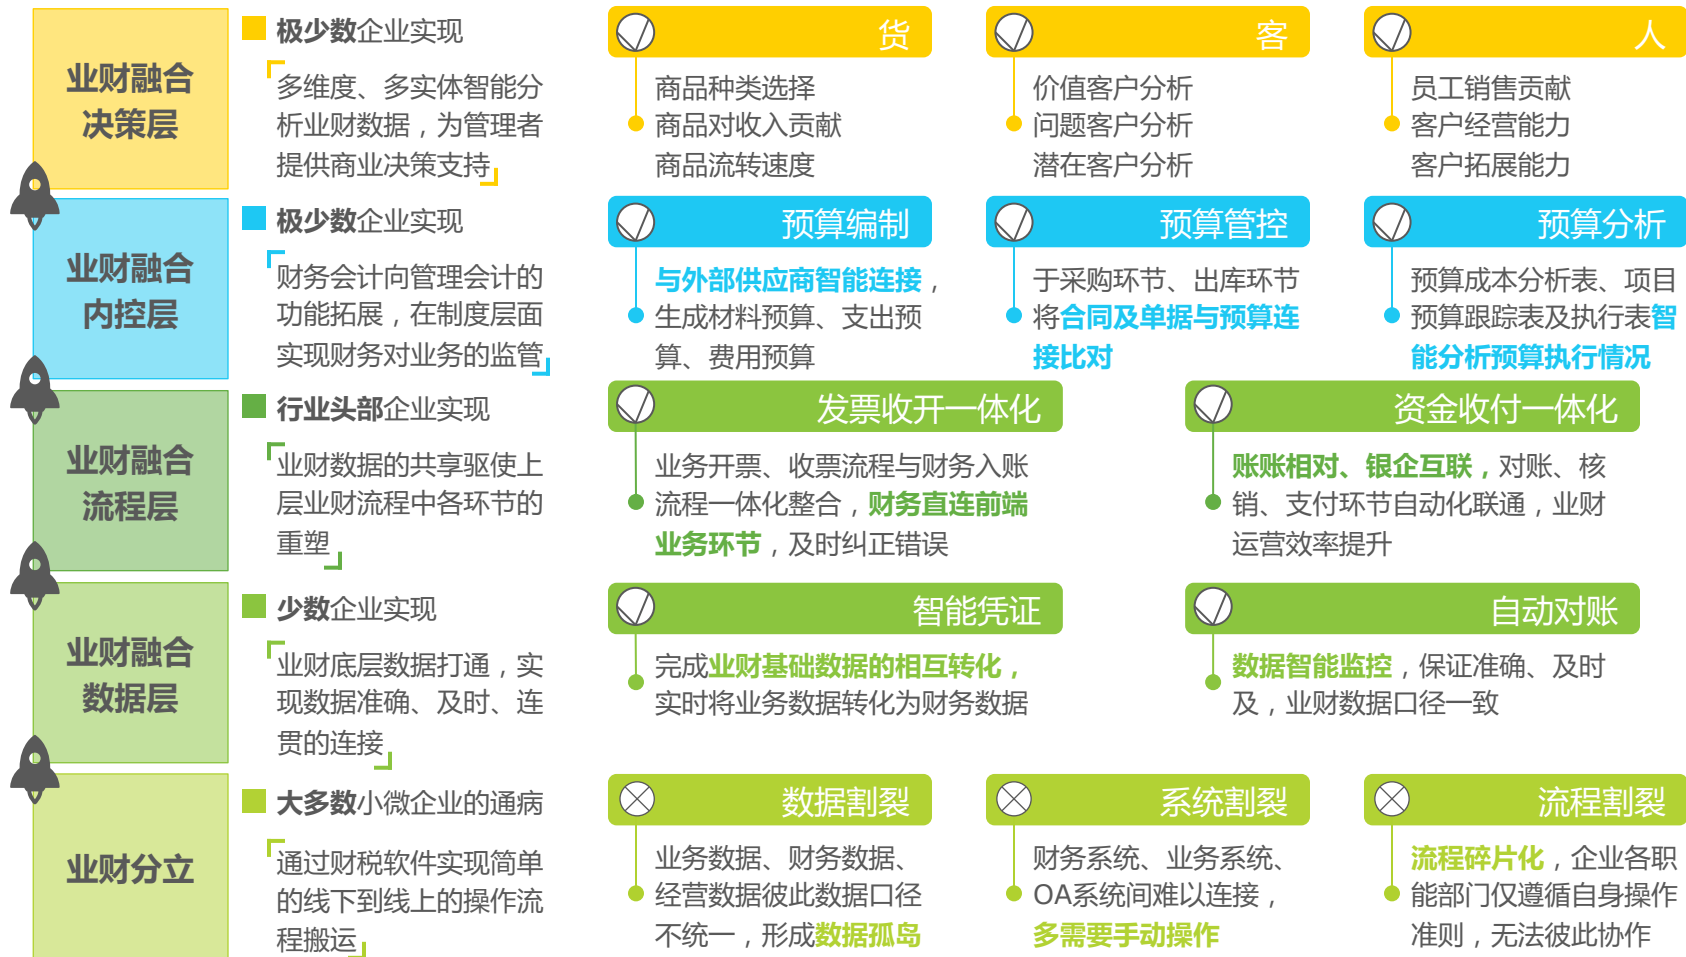 业财融合
决策层
极少数企业实现
多维度、多实体智能分
析业财数据，为管理者
提供商业决策支持
货
商品种类选择
商品对收入贡献
商品流转速度
客
价值客户分析
问题客户分析
潜在客户分析
人
员工销售贡献
客户经营能力
客户拓展能力
业财融合
内控层
极少数企业实现
财务会计向管理会计的
功能拓展，在制度层面
实现财务对业务的监管
预算编制
与外部供应商智能连接，
生成材料预算、支出预
算、费用预算
预算管控
于采购环节、出库环节
将合同及单据与预算连
接比对
预算分析
预算成本分析表、项目
预算跟踪表及执行表智
能分析预算执行情况
业财融合
流程层
行业头部企业实现
业财数据的共享驱使上
层业财流程中各环节的
重塑
发票收开一体化
业务开票、收票流程与财务入账
流程一体化整合，财务直连前端
业务环节，及时纠正错误
资金收付一体化
账账相对、银企互联，对账、核
销、支付环节自动化联通，业财
运营效率提升
业财融合
数据层
少数企业实现
业财底层数据打通，实
现数据准确、及时、连
贯的连接
智能凭证
完成业财基础数据的相互转化，
实时将业务数据转化为财务数据
自动对账
数据智能监控，保证准确、及时
及，业财数据口径一致
业财分立
大多数小微企业的通病
通过财税软件实现简单
的线下到线上的操作流
程搬运
数据割裂
业务数据、财务数据、
经营数据彼此数据口径
不统一，形成数据孤岛
系统割裂
财务系统、业务系统、
OA系统间难以连接，
多需要手动操作
流程割裂
流程碎片化，企业各职
能部门仅遵循自身操作
准则，无法彼此协作